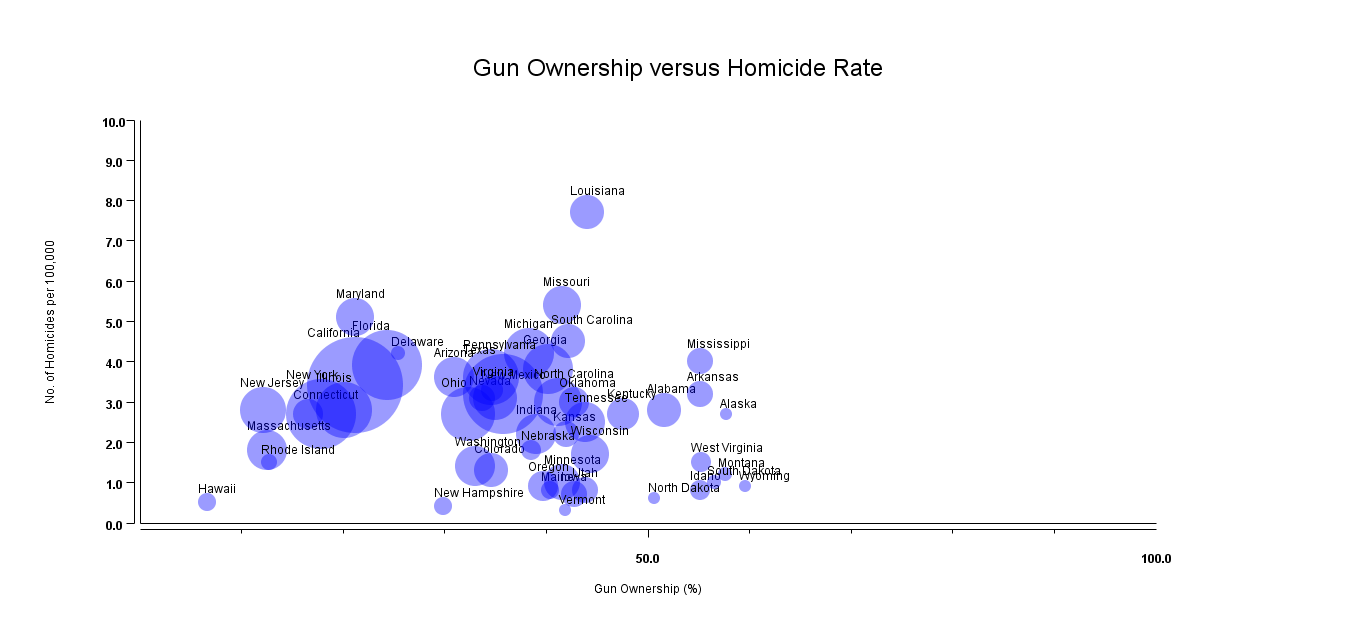 Gun Ownership versus Homicide Rate
10.0
9.0
8.0
7.0
6.0
5.0
4.0
3.0
2.0
1.0
0.0
No. of Homicides per 100,000
Louisiana
Missouri
Maryland
South Carolina
Michigan
Florida
California
Georgia
Delaware
Pennsylvania
Mississippi
Texas
Arizona
Virginia
New Mexico
North Carolina
New York
Illinois
Arkansas
Nevada
New Jersey
Ohio
Oklahoma
Alabama
Connecticut
Kentucky
Tennessee
Alaska
Indiana
Kansas
Massachusetts
Wisconsin
Nebraska
Washington
Rhode Island
Colorado
West Virginia
Minnesota
Montana
Oregon
South Dakota
Utah
Maine
Iowa
Idaho
Wyoming
Hawaii
North Dakota
New Hampshire
Vermont
50.0
100.0
Gun Ownership (%)